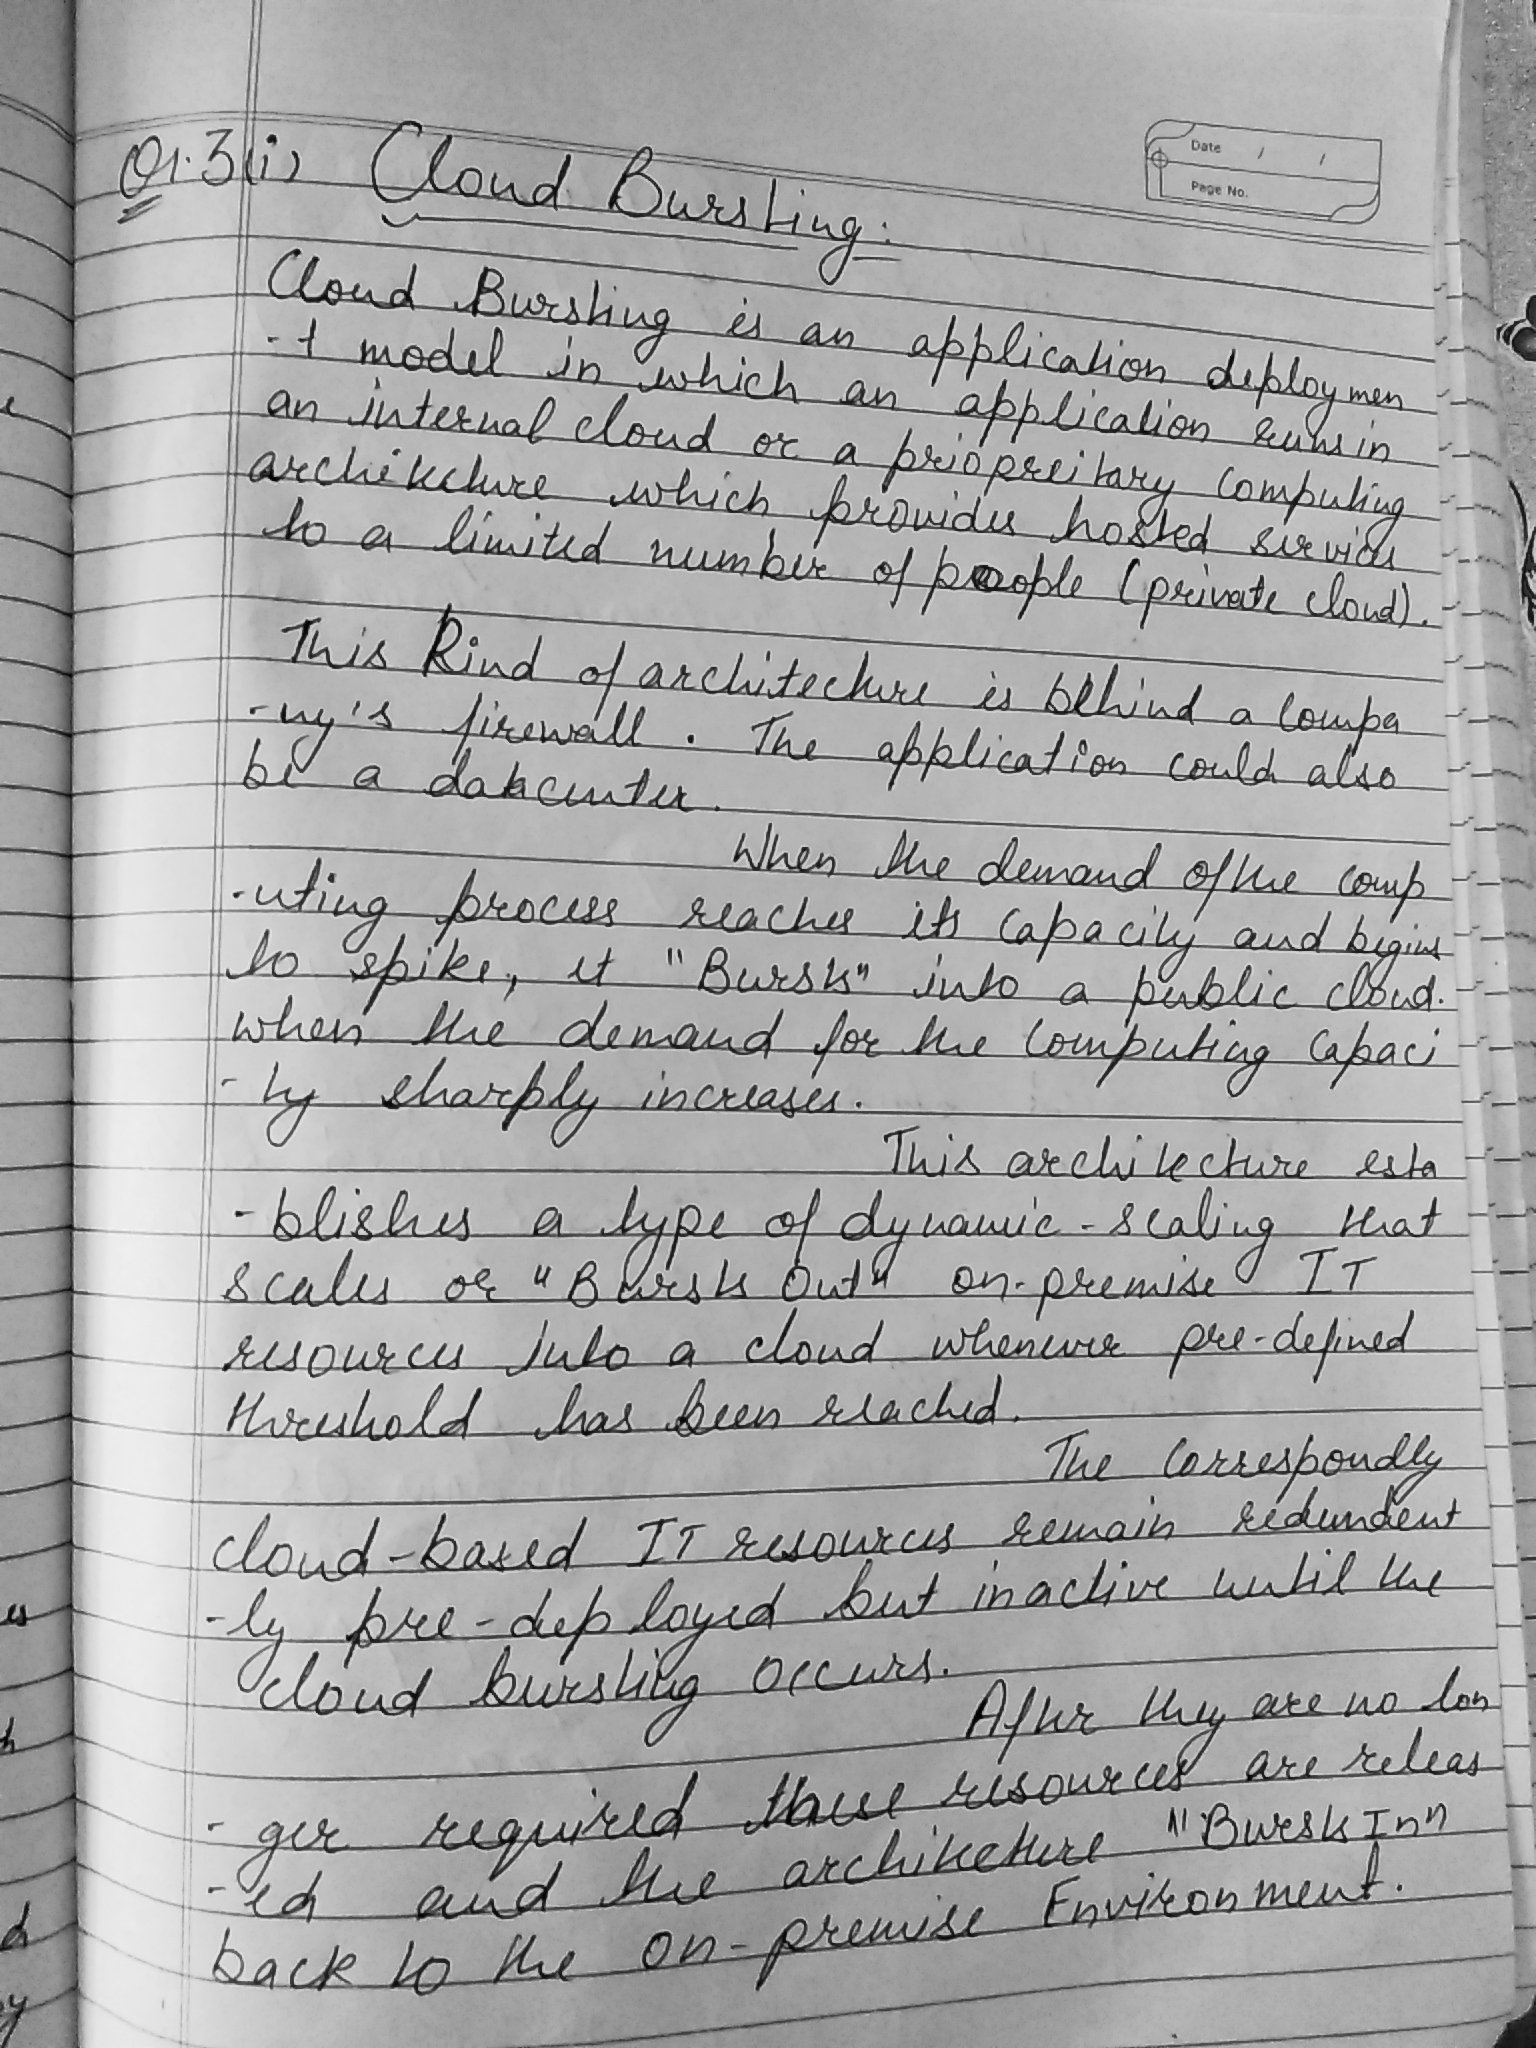 Q1.3(i) Cloud Bursting:
Date / /
Page No.
Cloud Bursting is an application deploymen
-t model in which an application runs in
an internal cloud or a priopreitary computing
architecture which provides hosted services
to a limited number of people (private cloud).
This Kind of architecture is behind a compa
-ny's firewall. The application could also
be a datacenter.
When the demand of the comp
-uting process reaches its capacity and begins
to spike, it "Bursts" into a public cloud.
when the demand for the computing capaci
-ty sharply increases.
This architecture esta
-blishes a type of dynamic-scaling that
scales or "Bursts Out" on-premise IT
resources into a cloud whenever pre-defined
threshold has been reached.
The Correspondly
cloud-based IT resources remain redundent
-ly pre-deployed but inactive until the
cloud bursting occurs.
After they are no lon
-ger required these resources are releas
-ed and the architecture "Bursts In"
back to the on-premise Environment.